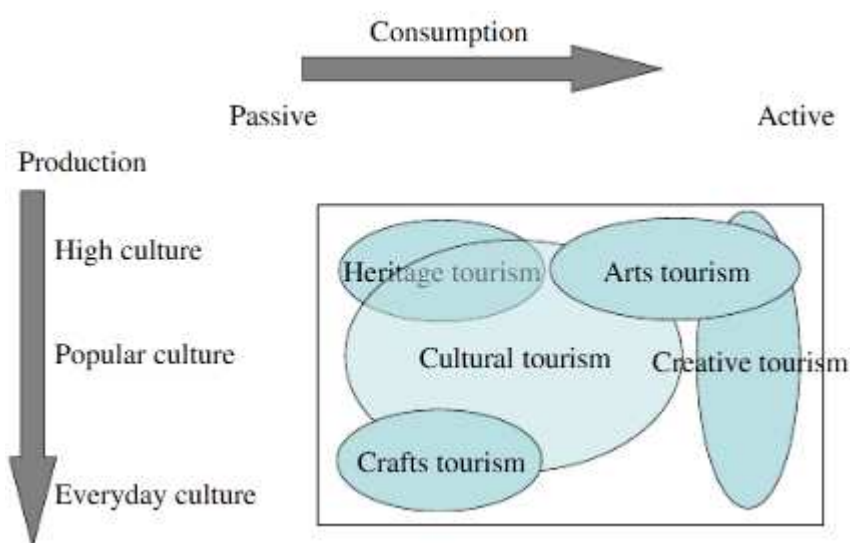 Consumption
Passive
Active
Production
High culture
Heritage tourism
Arts tourism
Popular culture
Cultural tourism
Creative tourism
Crafts tourism
Everyday culture